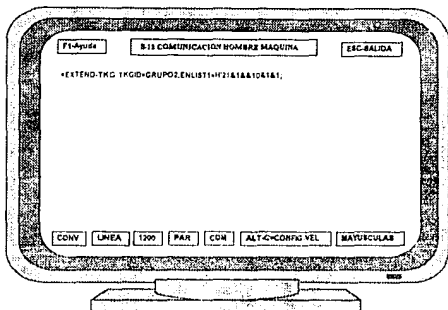 F1-Ayuda S-12 COMUNICACION HOMBRE MAQUINA ESC-SALIDA
<EXTEND-TKG TKGID=GRUPO2,ENLIST1=H'21&1&&10&1&1;
CONV LINEA 1200 PAR COM ALT-C=CONFIG VEL MAYUSCULAS